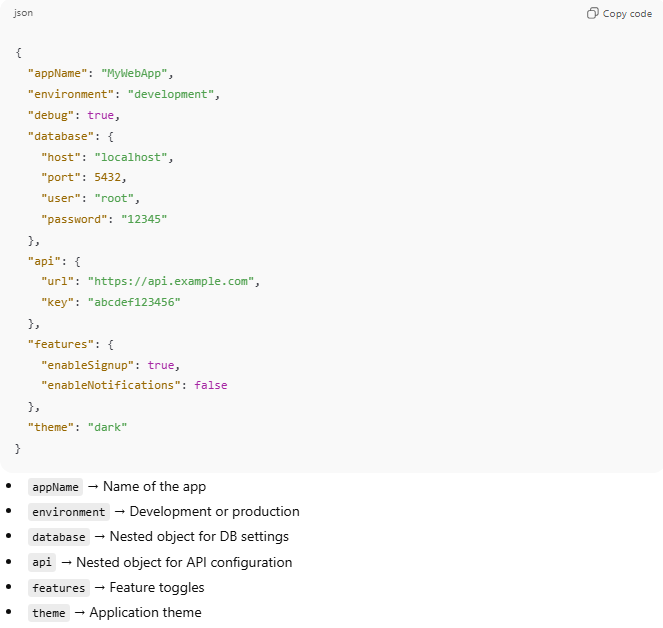 json
Copy code
{
  "appName": "MyWebApp",
  "environment": "development",
  "debug": true,
  "database": {
    "host": "localhost",
    "port": 5432,
    "user": "root",
    "password": "12345"
  },
  "api": {
    "url": "https://api.example.com",
    "key": "abcdef123456"
  },
  "features": {
    "enableSignup": true,
    "enableNotifications": false
  },
  "theme": "dark"
}
• appName → Name of the app
• environment → Development or production
• database → Nested object for DB settings
• api → Nested object for API configuration
• features → Feature toggles
• theme → Application theme